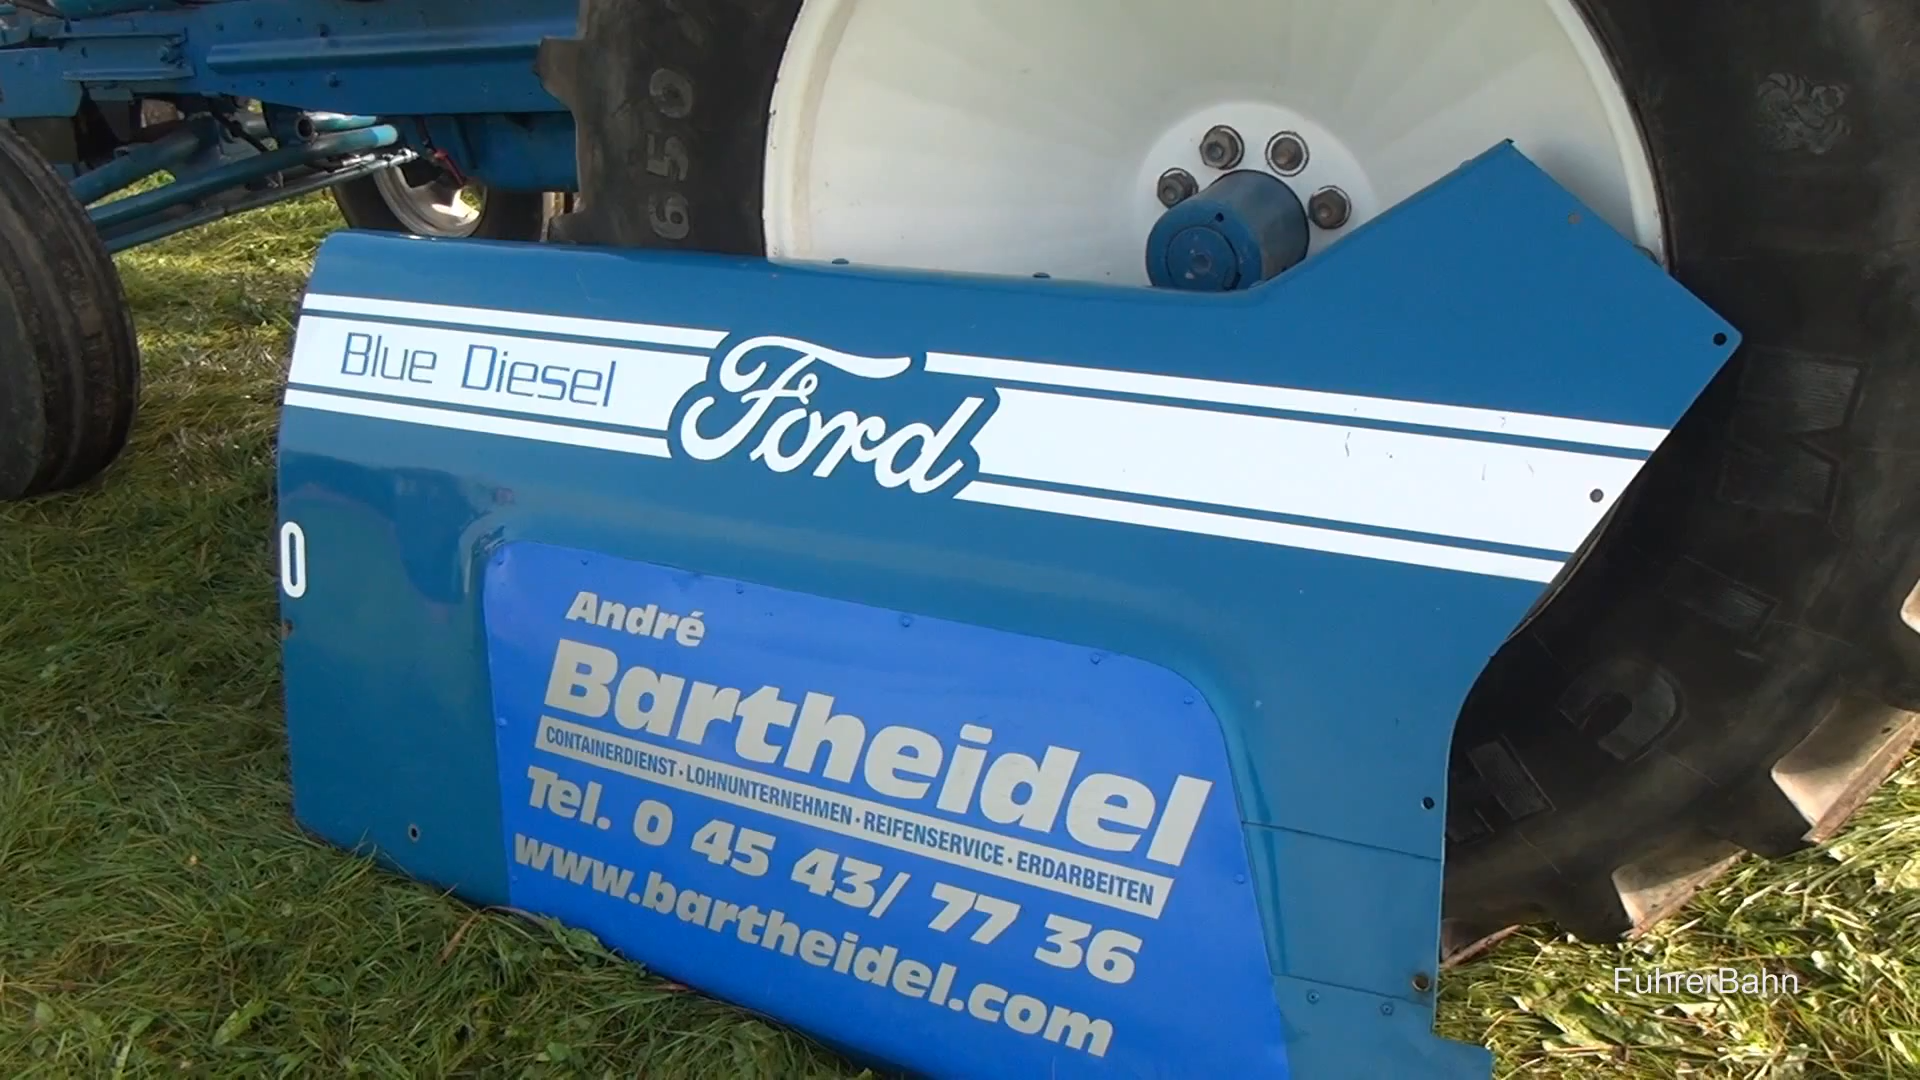 650
Blue Diesel
Ford
0
André
Bartheidel
CONTAINERDIENST · LOHNUNTERNEHMEN · REIFENSERVICE · ERDARBEITEN
Tel. 0 45 43/ 77 36
www.bartheidel.com
FuhrerBahn